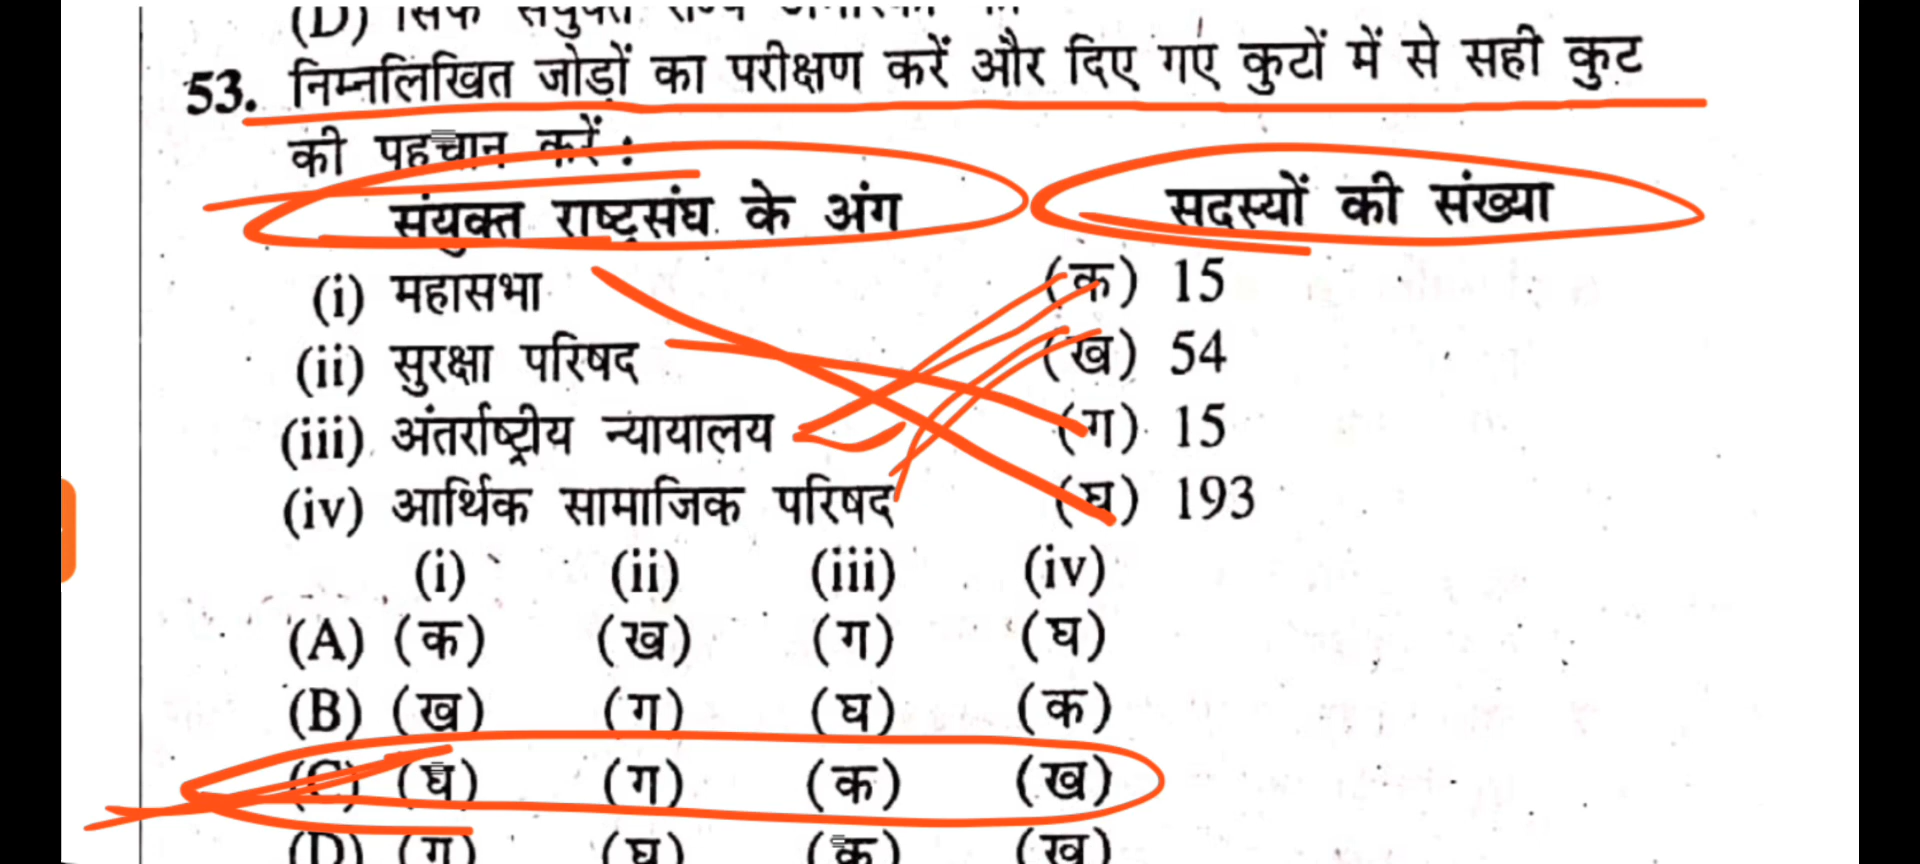 (D) सिर्फ संयुक्त राज्य अमेरिका का
53. निम्नलिखित जोड़ों का परीक्षण करें और दिए गए कुटों में से सही कुट
की पहचान करें :
संयुक्त राष्ट्रसंघ के अंग सदस्यों की संख्या
(i) महासभा (क) 15
(ii) सुरक्षा परिषद (ख) 54
(iii) अंतर्राष्ट्रीय न्यायालय (ग) 15
(iv) आर्थिक सामाजिक परिषद (घ) 193
(i) (ii) (iii) (iv)
(A) (क) (ख) (ग) (घ)
(B) (ख) (ग) (घ) (क)
(C) (घ) (ग) (क) (ख)
(D) (ग) (घ) (क) (ख)